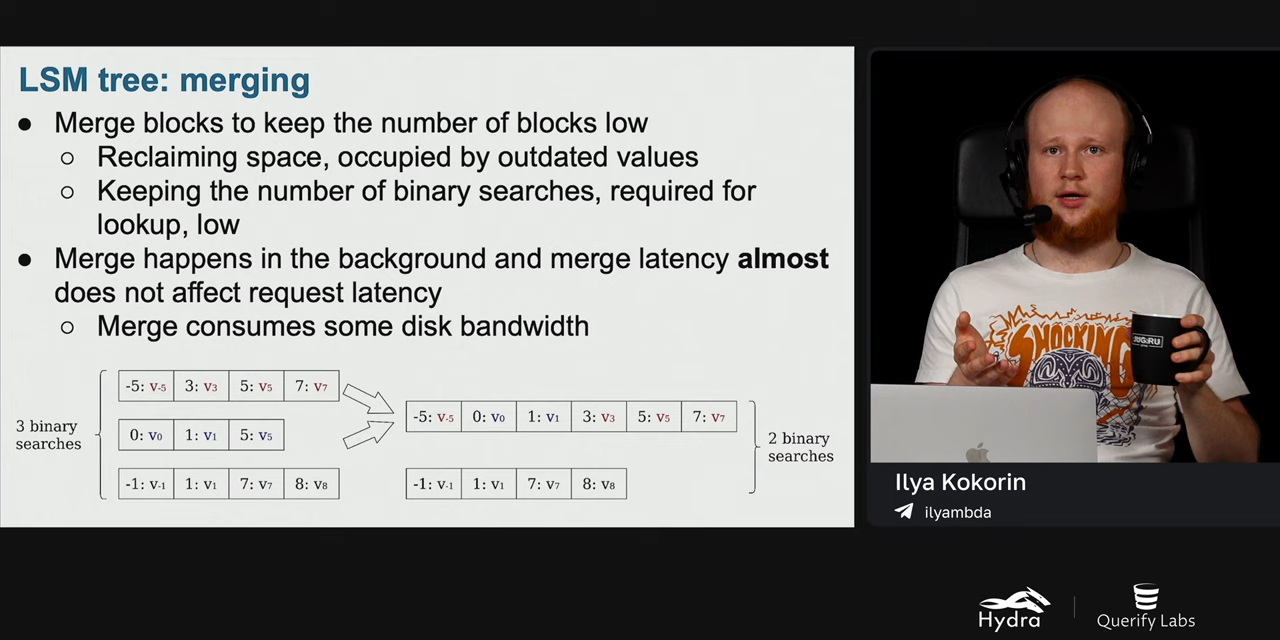 LSM tree: merging
● Merge blocks to keep the number of blocks low
○ Reclaiming space, occupied by outdated values
○ Keeping the number of binary searches, required for
lookup, low
● Merge happens in the background and merge latency almost
does not affect request latency
○ Merge consumes some disk bandwidth
3 binary
searches
-5: v-5 3: v3 5: v5 7: v7
0: v0 1: v1 5: v5
-1: v-1 1: v1 7: v7 8: v8
-5: v-5 0: v0 1: v1 3: v3 5: v5 7: v7
-1: v-1 1: v1 7: v7 8: v8
2 binary
searches
SHOCKING
Ilya Kokorin
ilyambda
Hydra
Querify Labs